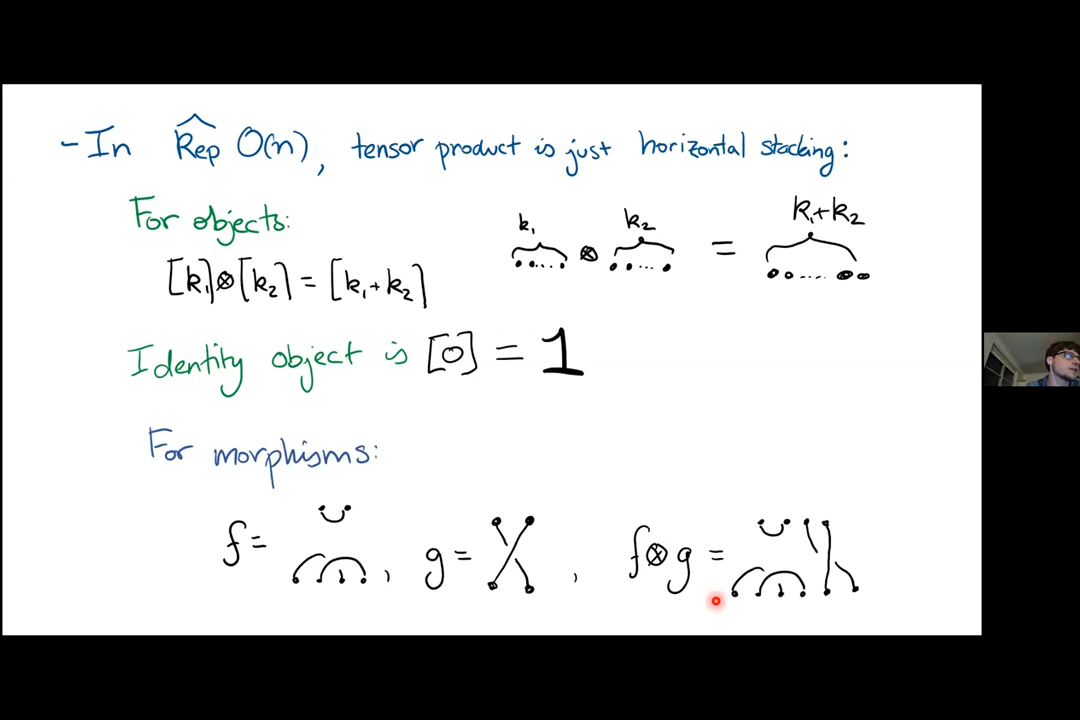 - In \widehat{Rep} O(n), tensor product is just horizontal stacking:
For objects:
k₁ k₂ k₁+k₂
[k₁]⊗[k₂] = [k₁+k₂]
..... ⊗ ..... = .....
Identity object is [0] = 1
For morphisms:
f= , g= , f⊗g =